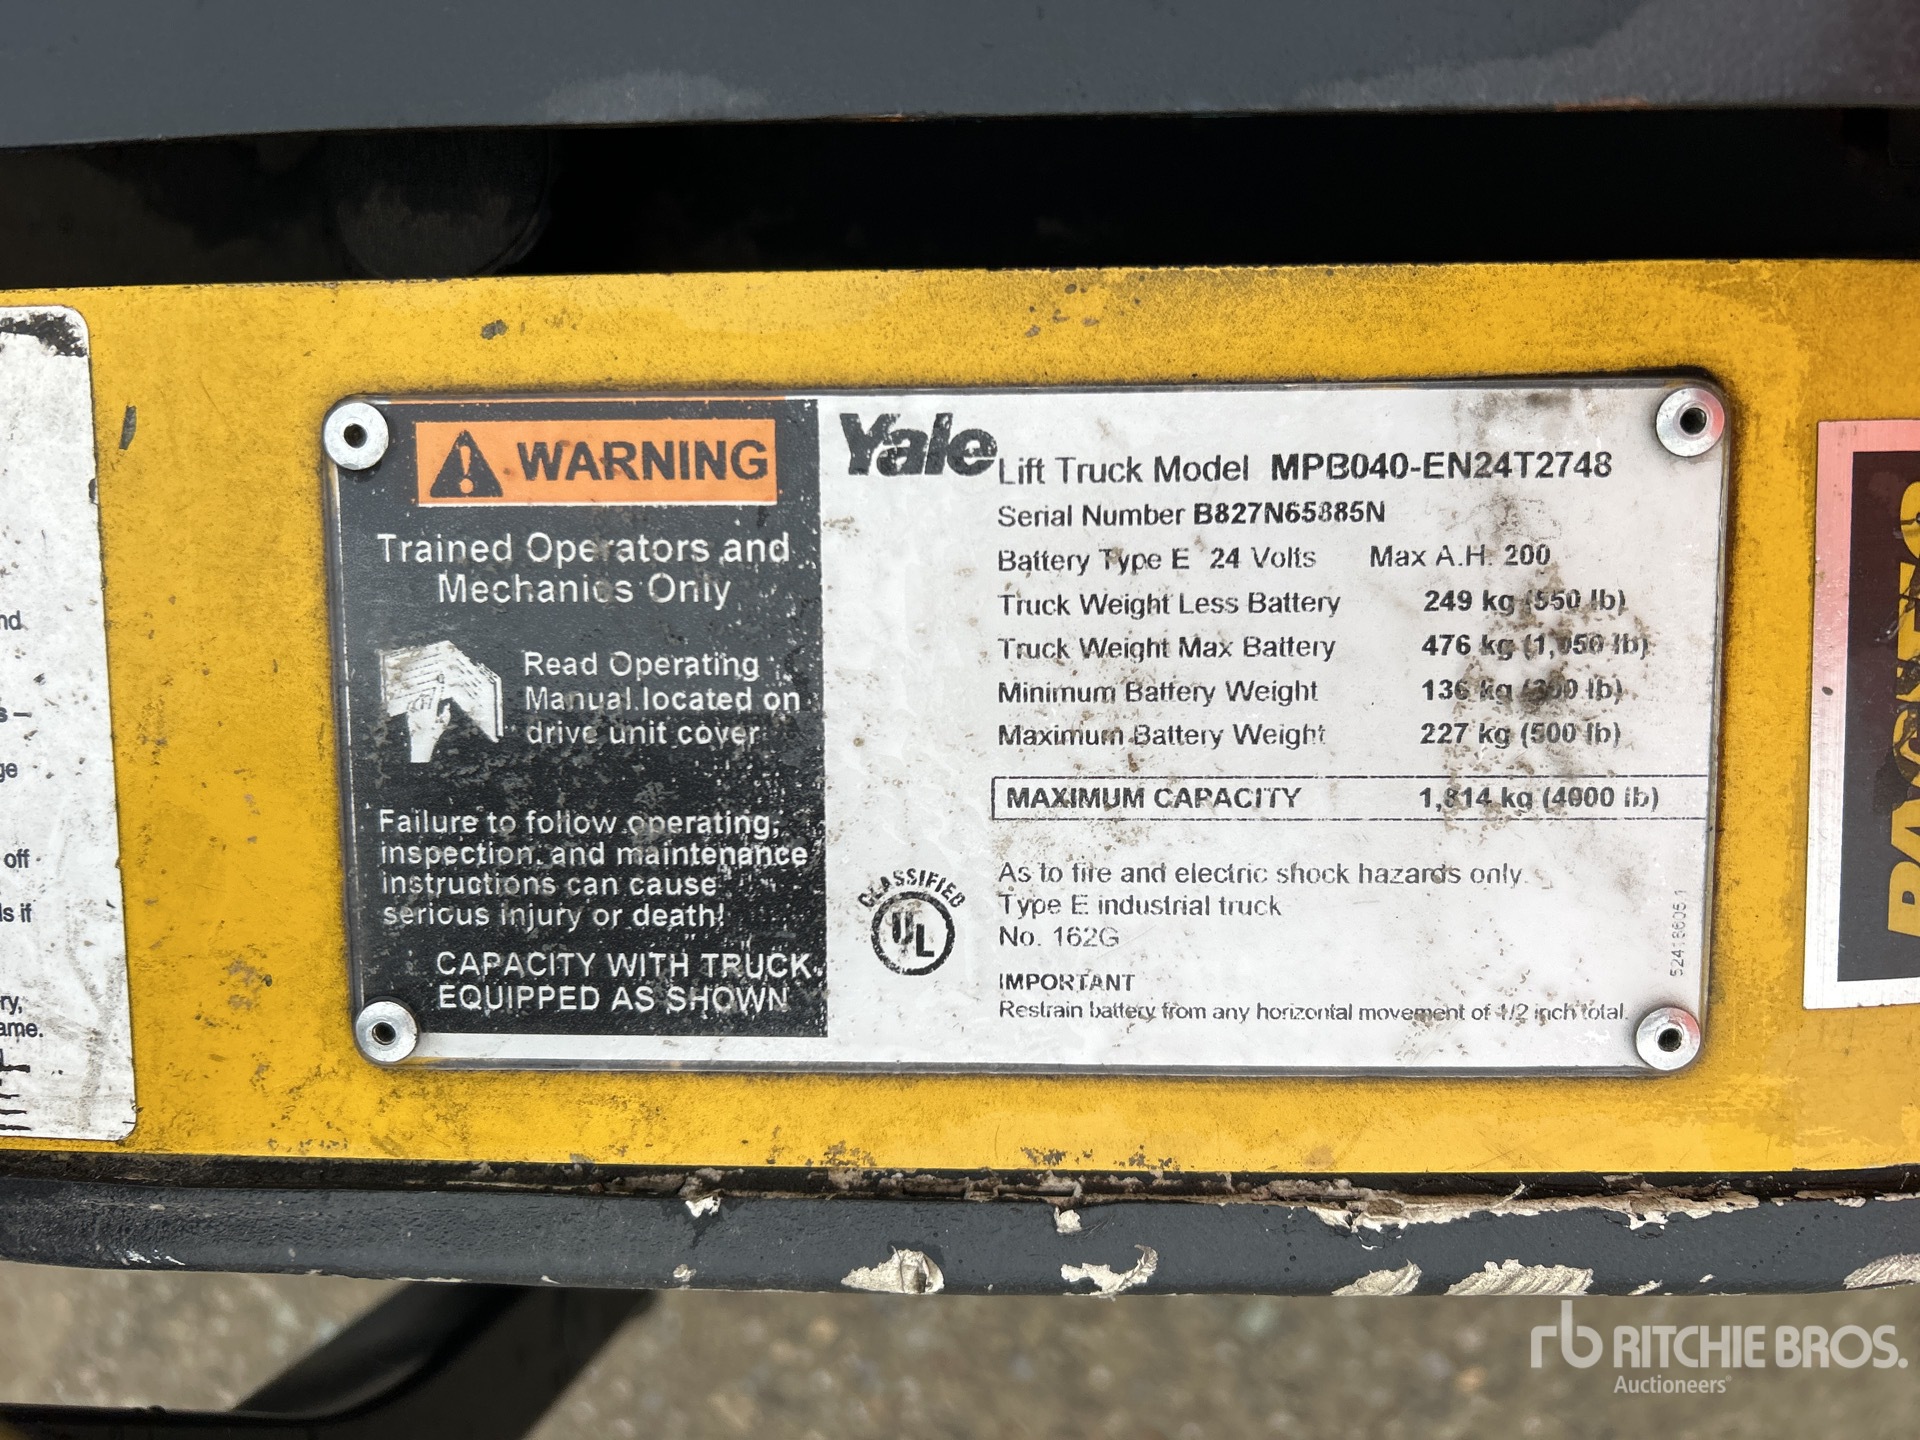 WARNING
Trained Operators and
Mechanics Only
Read Operating
Manual located on
drive unit cover
Failure to follow operating,
inspection, and maintenance
instructions can cause
serious injury or death!
CAPACITY WITH TRUCK
EQUIPPED AS SHOWN
Yale
Lift Truck Model MPB040-EN24T2748
Serial Number B827N65885N
Battery Type E 24 Volts Max A.H. 200
Truck Weight Less Battery 249 kg (550 lb)
Truck Weight Max Battery 476 kg (1,050 lb)
Minimum Battery Weight 136 kg (300 lb)
Maximum Battery Weight 227 kg (500 lb)
MAXIMUM CAPACITY 1,814 kg (4000 lb)
CLASSIFIED
UL
As to fire and electric shock hazards only.
Type E industrial truck
No. 162G
IMPORTANT
Restrain battery from any horizontal movement of 1/2 inch total.
524186051
off
s if
ry,
ame.
rb RITCHIE BROS.
Auctioneers